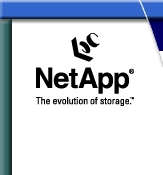 NetApp®
The evolution of storage.™